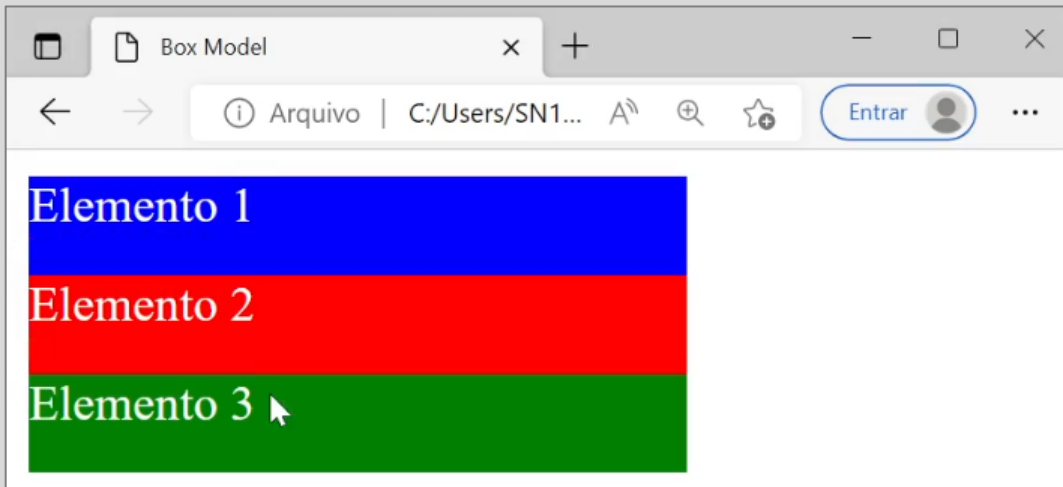 Box Model
Arquivo | C:/Users/SN1...
Entrar
Elemento 1
Elemento 2
Elemento 3